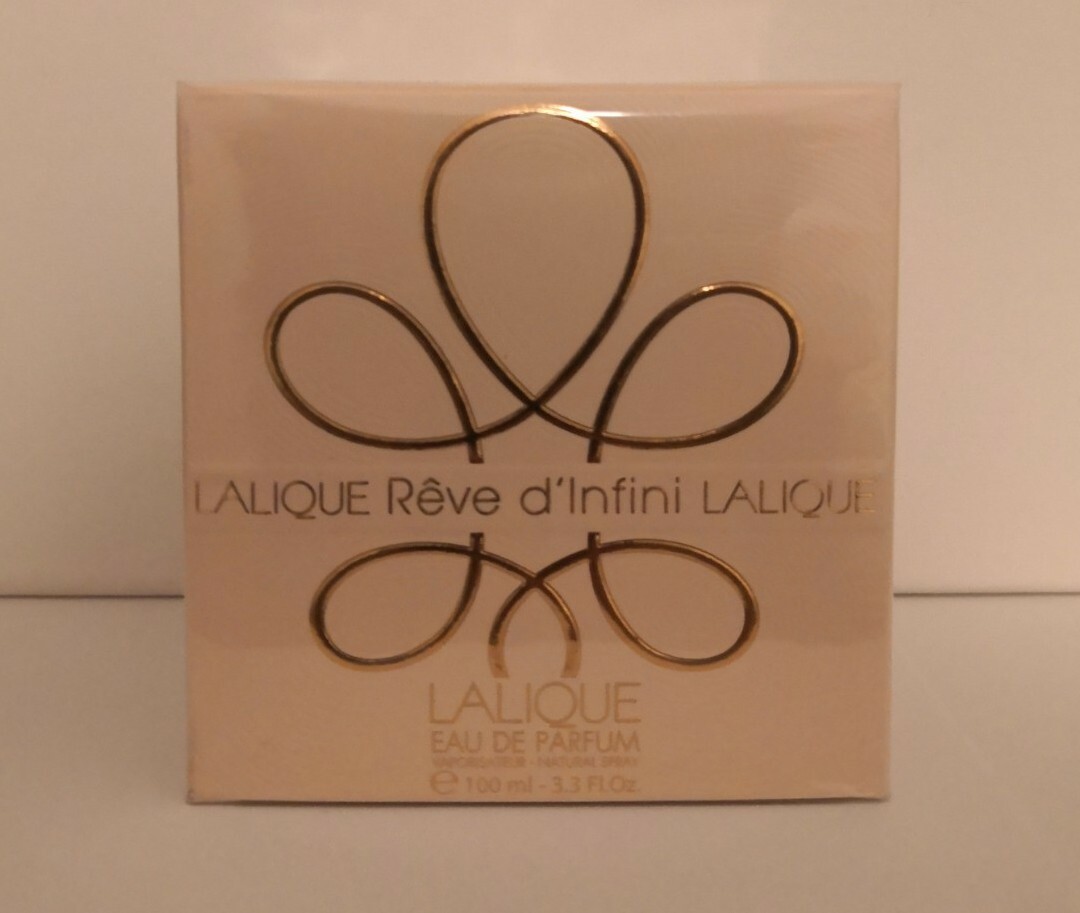 LALIQUE Rêve d'Infini LALIQUE
LALIQUE
EAU DE PARFUM
VAPORISATEUR - NATURAL SPRAY
℮ 100 ml - 3.3 Fl.Oz.